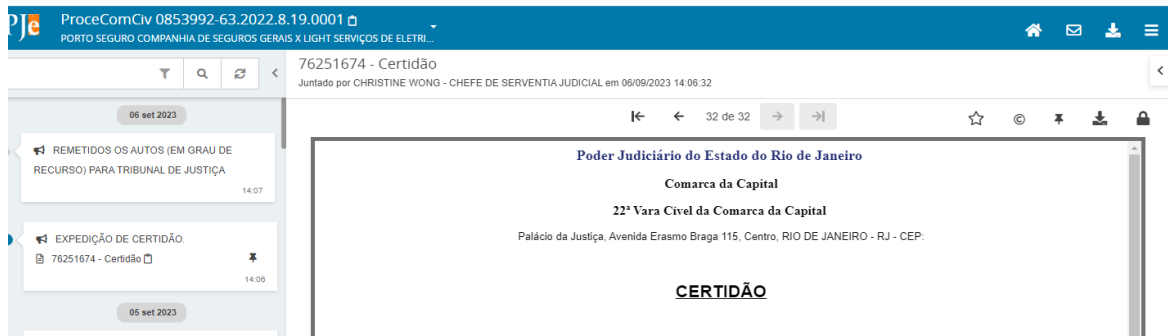 PJe
ProceComCiv 0853992-63.2022.8.19.0001
PORTO SEGURO COMPANHIA DE SEGUROS GERAIS X LIGHT SERVIÇOS DE ELETRI...
06 set 2023
REMETIDOS OS AUTOS (EM GRAU DE
RECURSO) PARA TRIBUNAL DE JUSTIÇA
14:07
EXPEDIÇÃO DE CERTIDÃO.
76251674 - Certidão
14:06
05 set 2023
76251674 - Certidão
Juntado por CHRISTINE WONG - CHEFE DE SERVENTIA JUDICIAL em 06/09/2023 14:06:32
32 de 32
Poder Judiciário do Estado do Rio de Janeiro
Comarca da Capital
22ª Vara Cível da Comarca da Capital
Palácio da Justiça, Avenida Erasmo Braga 115, Centro, RIO DE JANEIRO - RJ - CEP:
CERTIDÃO